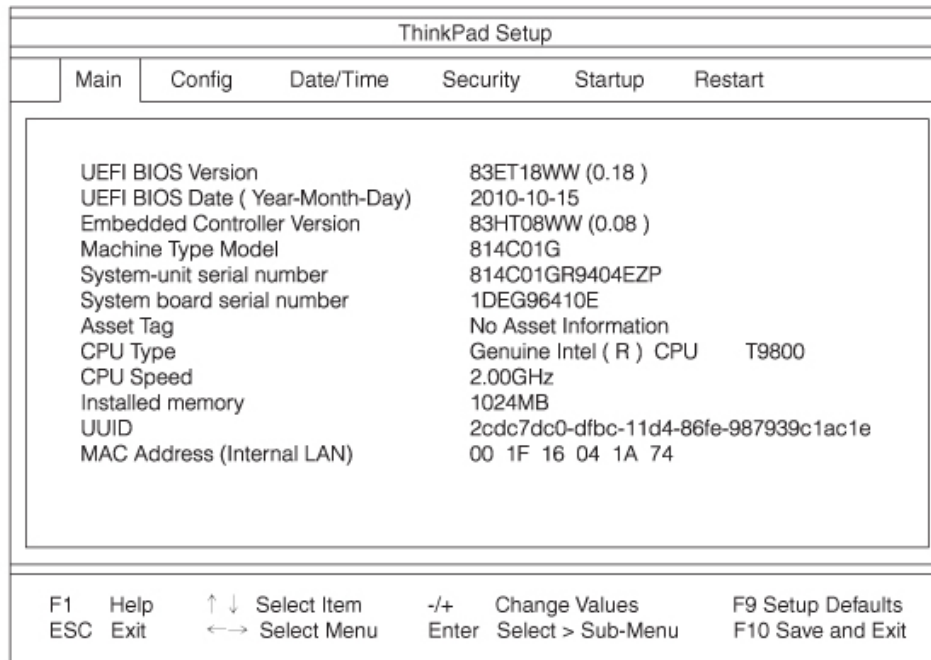 ThinkPad Setup
Main Config Date/Time Security Startup Restart
UEFI BIOS Version 83ET18WW (0.18 )
UEFI BIOS Date ( Year-Month-Day) 2010-10-15
Embedded Controller Version 83HT08WW (0.08 )
Machine Type Model 814C01G
System-unit serial number 814C01GR9404EZP
System board serial number 1DEG96410E
Asset Tag No Asset Information
CPU Type Genuine Intel ( R ) CPU T9800
CPU Speed 2.00GHz
Installed memory 1024MB
UUID 2cdc7dc0-dfbc-11d4-86fe-987939c1ac1e
MAC Address (Internal LAN) 00 1F 16 04 1A 74
F1 Help ↑ ↓ Select Item -/+ Change Values F9 Setup Defaults
ESC Exit ←→ Select Menu Enter Select > Sub-Menu F10 Save and Exit